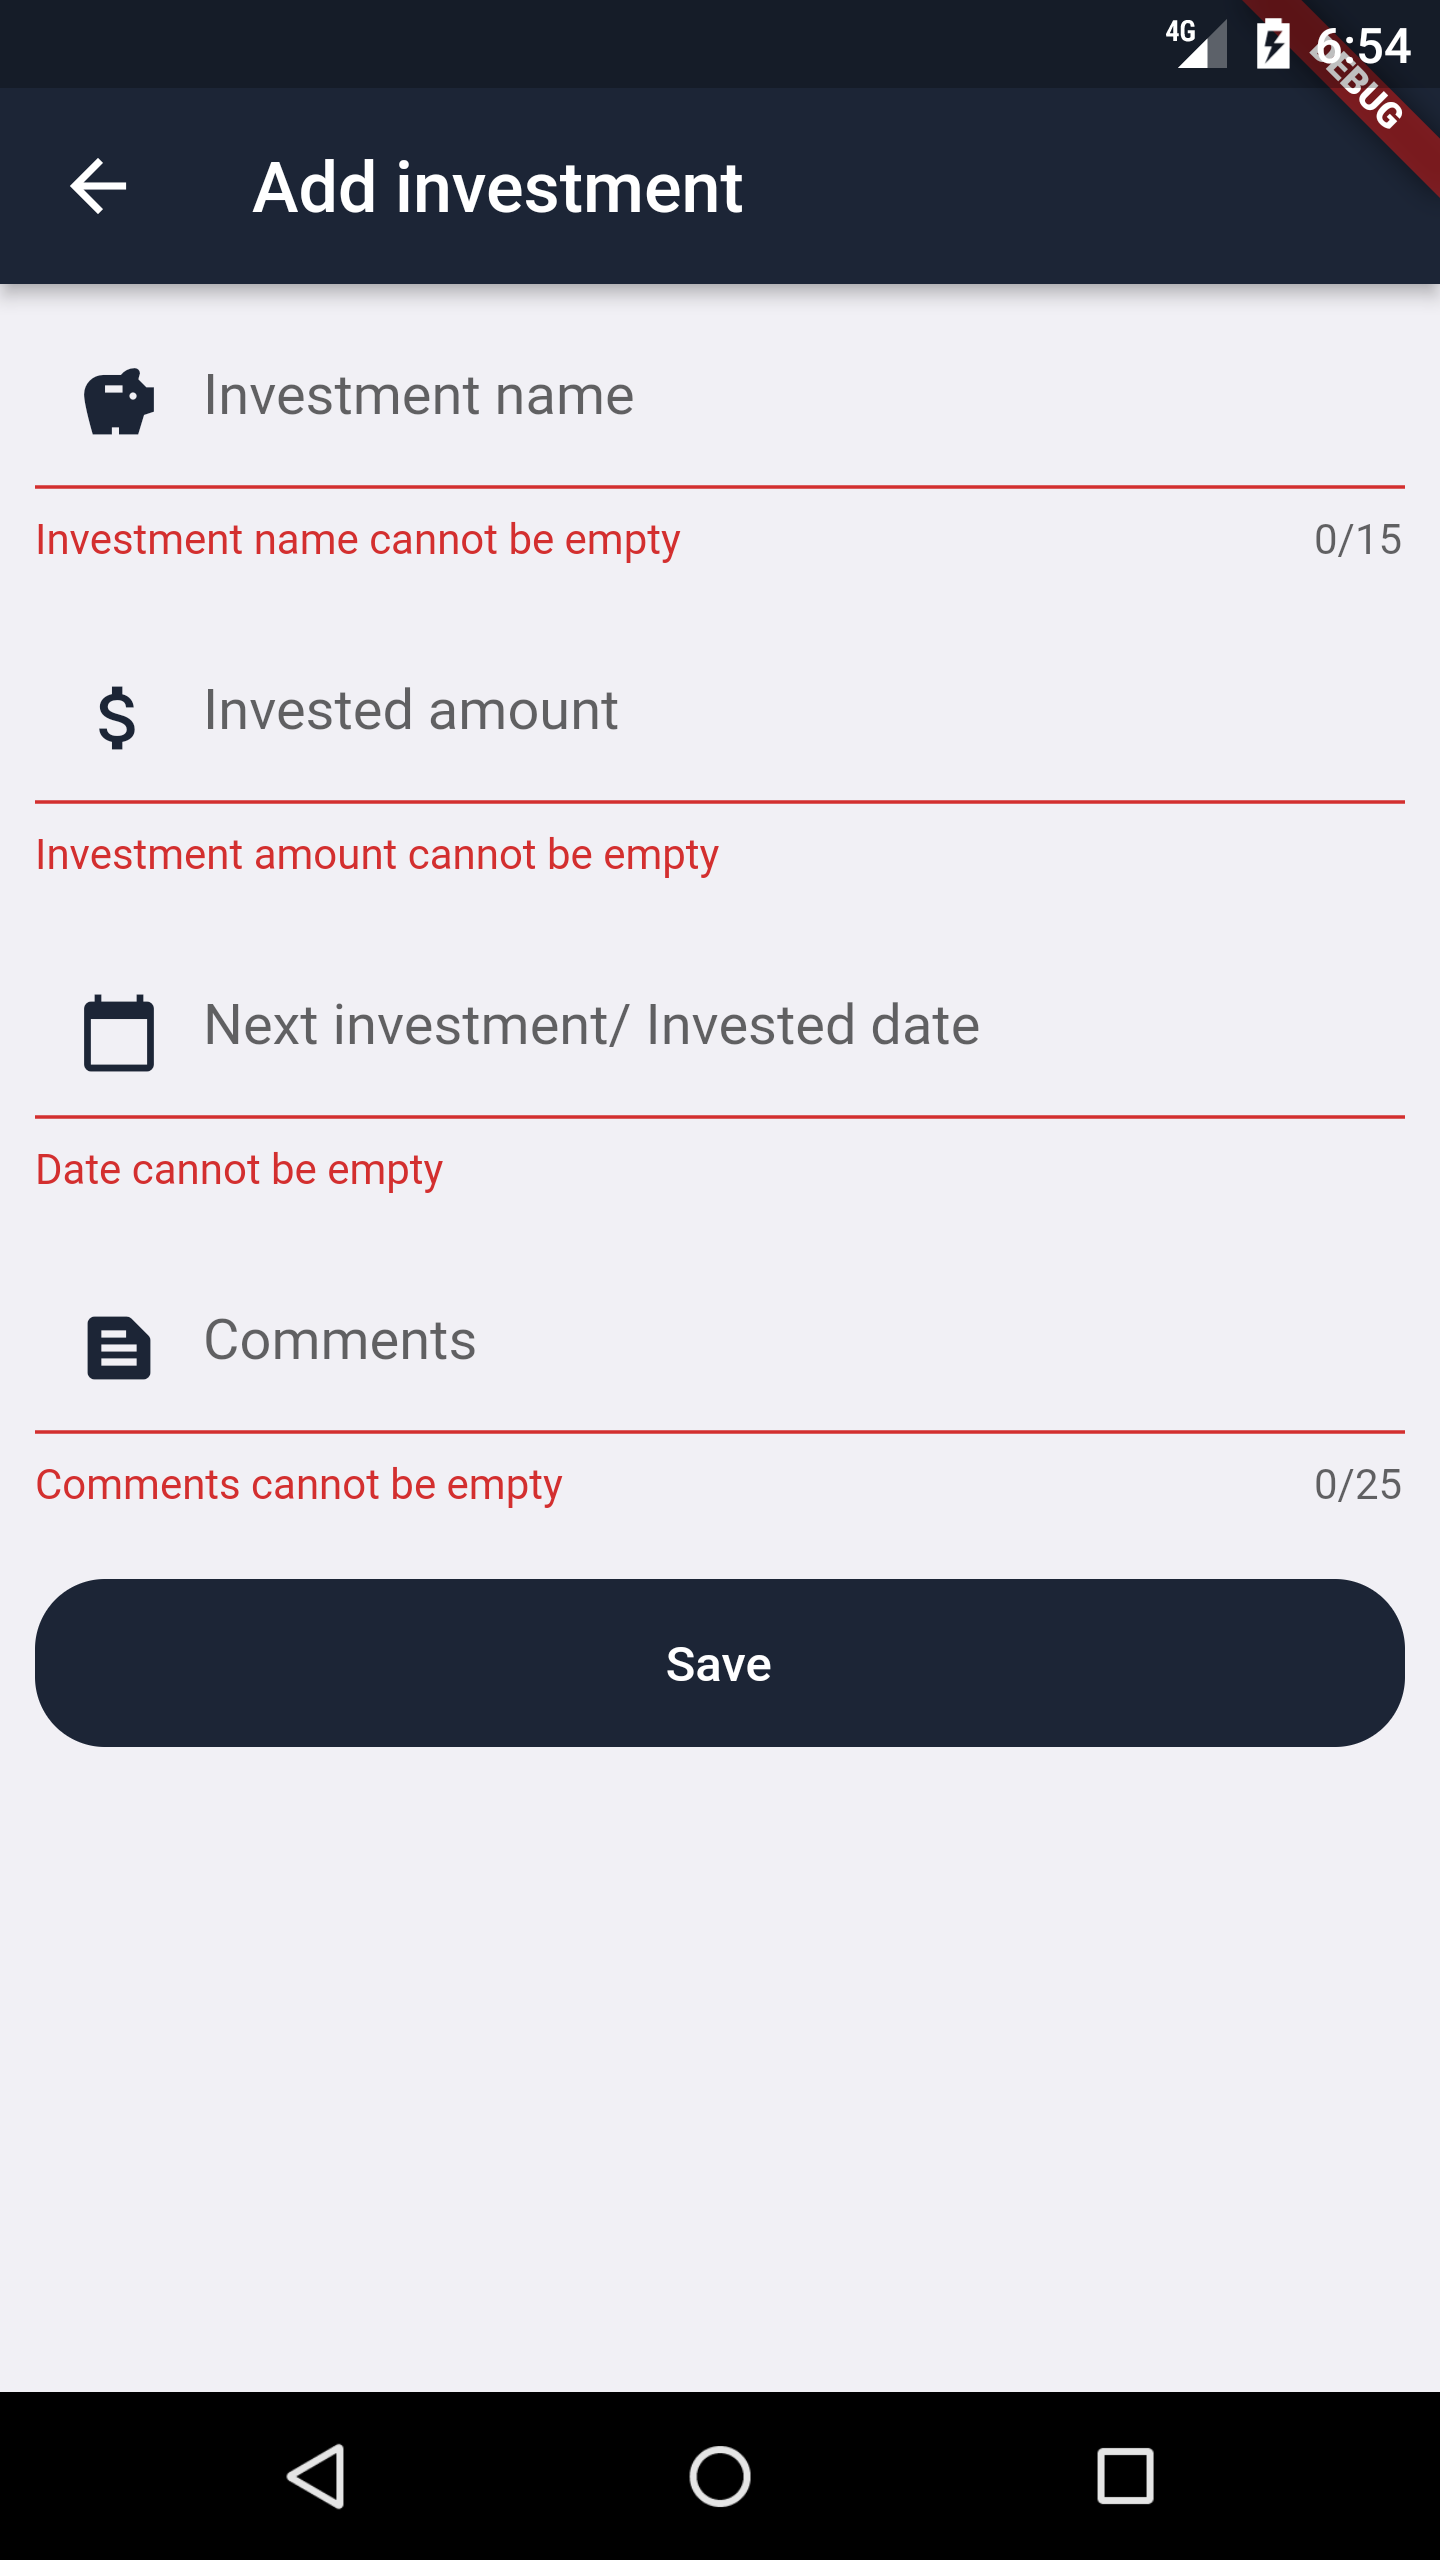 4G 6:54
DEBUG
Add investment
Investment name
Investment name cannot be empty 0/15
$ Invested amount
Investment amount cannot be empty
Next investment/ Invested date
Date cannot be empty
Comments
Comments cannot be empty 0/25
Save